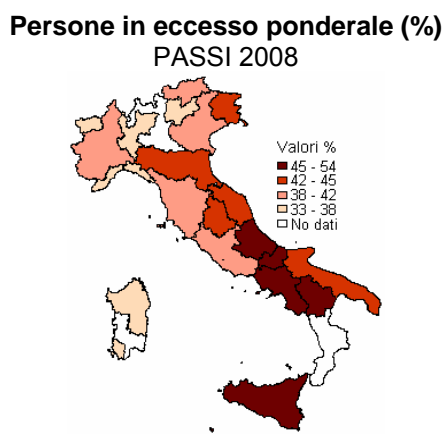 Persone in eccesso ponderale (%)
PASSI 2008
Valori %
45 - 54
42 - 45
38 - 42
33 - 38
No dati